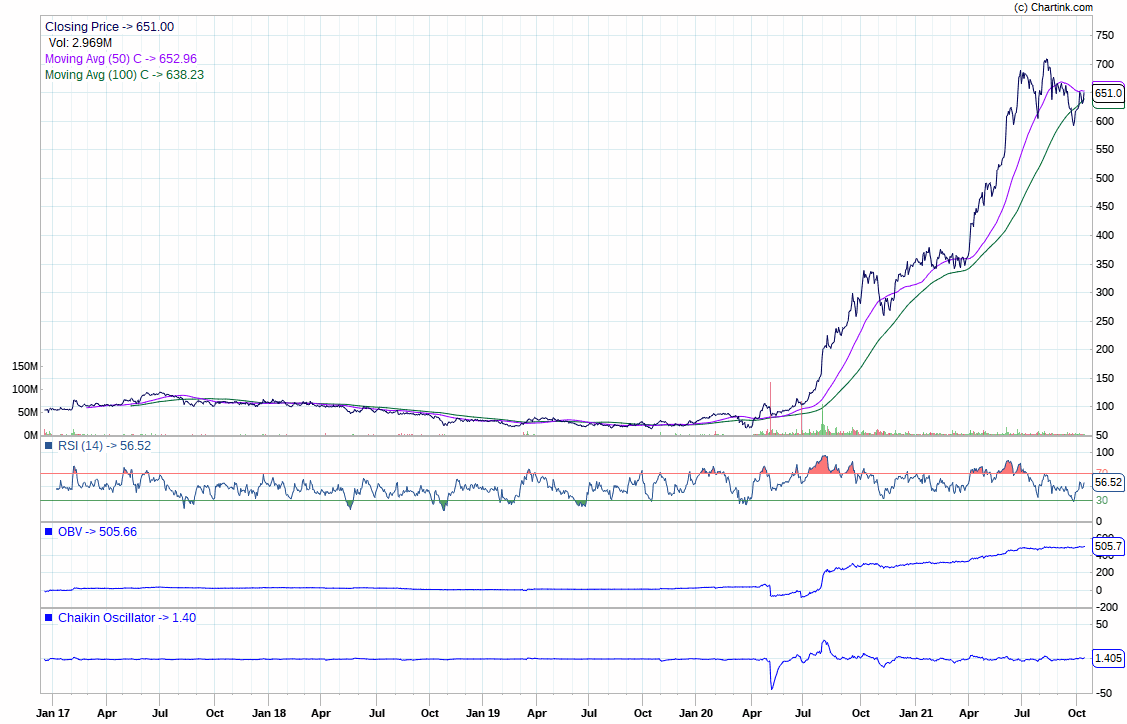 (c) Chartink.com
Closing Price -> 651.00
Vol: 2.969M
Moving Avg (50) C -> 652.96
Moving Avg (100) C -> 638.23
750
700
651.0
600
550
500
450
400
350
300
250
200
150
100
50
150M
100M
50M
0M
RSI (14) -> 56.52
100
70
56.52
30
0
OBV -> 505.66
600
505.7
400
200
0
-200
Chaikin Oscillator -> 1.40
50
1.405
-50
Jan 17 Apr Jul Oct Jan 18 Apr Jul Oct Jan 19 Apr Jul Oct Jan 20 Apr Jul Oct Jan 21 Apr Jul Oct